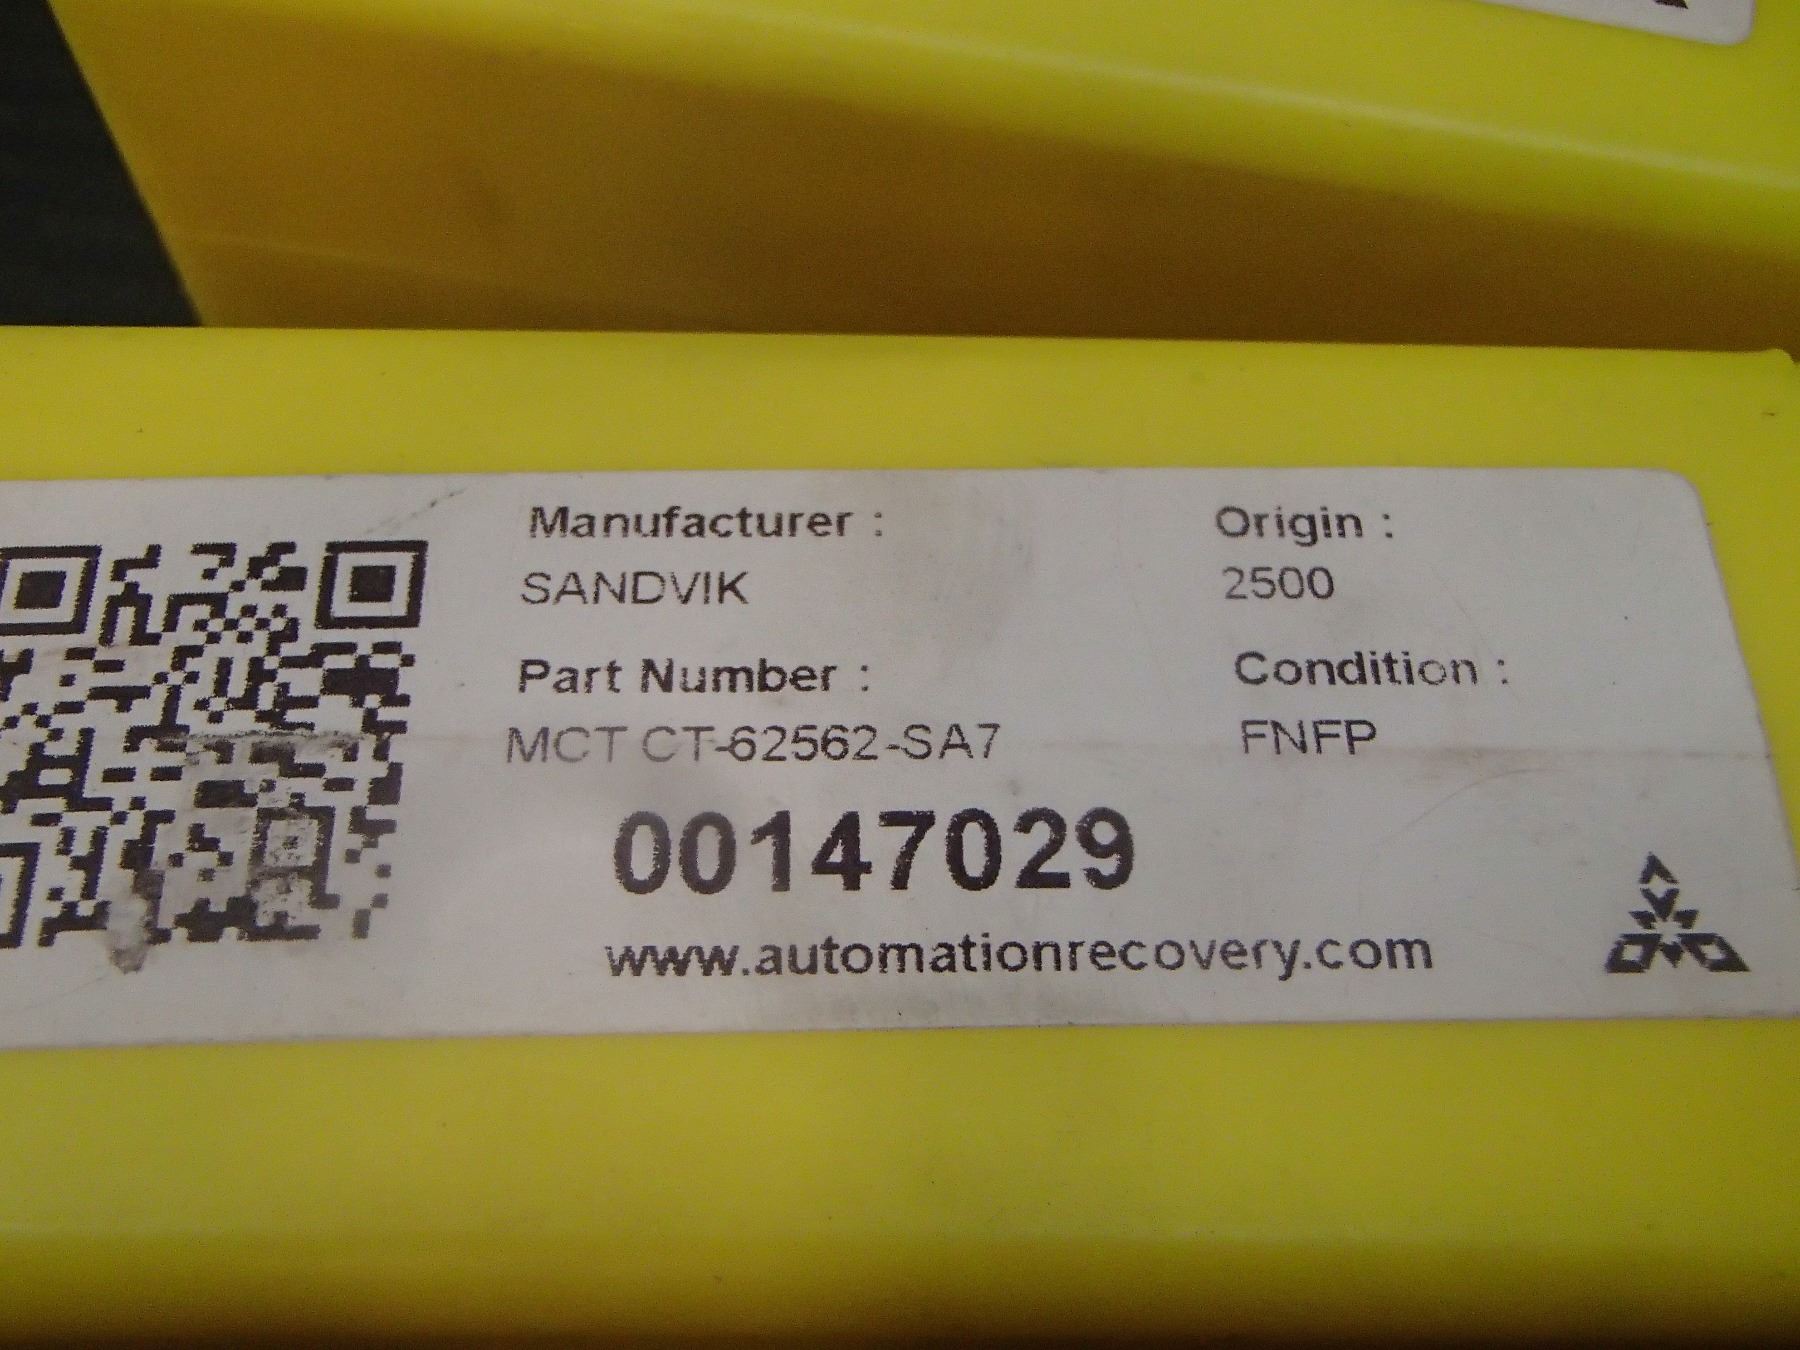 Manufacturer :
SANDVIK
Origin :
2500
Part Number :
MCT CT-62562-SA7
Condition :
FNFP
00147029
www.automationrecovery.com